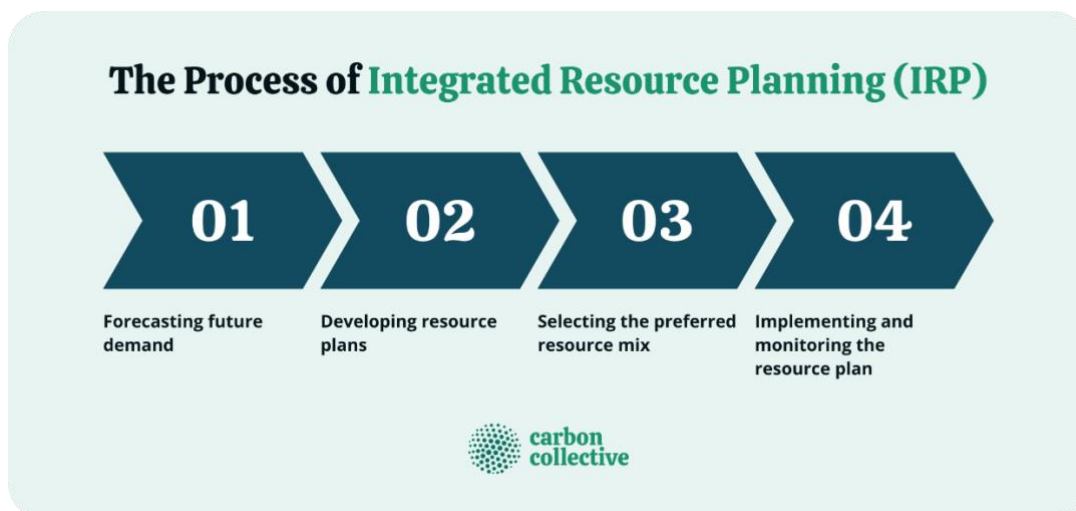 The Process of Integrated Resource Planning (IRP)
01
02
03
04
Forecasting future
demand
Developing resource
plans
Selecting the preferred
resource mix
Implementing and
monitoring the
resource plan
carbon
collective